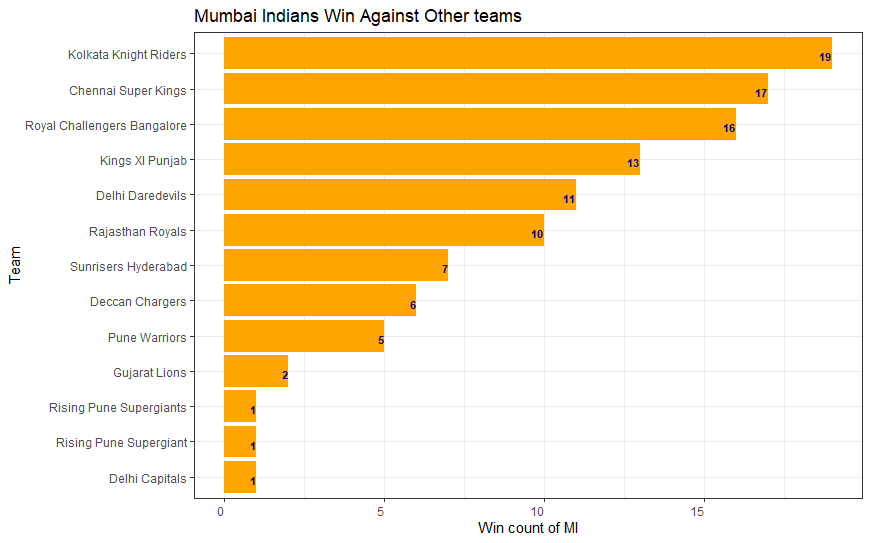 Mumbai Indians Win Against Other teams
Team
Kolkata Knight Riders 19
Chennai Super Kings 17
Royal Challengers Bangalore 16
Kings XI Punjab 13
Delhi Daredevils 11
Rajasthan Royals 10
Sunrisers Hyderabad 7
Deccan Chargers 6
Pune Warriors 5
Gujarat Lions 2
Rising Pune Supergiants 1
Rising Pune Supergiant 1
Delhi Capitals 1
0 5 10 15
Win count of MI